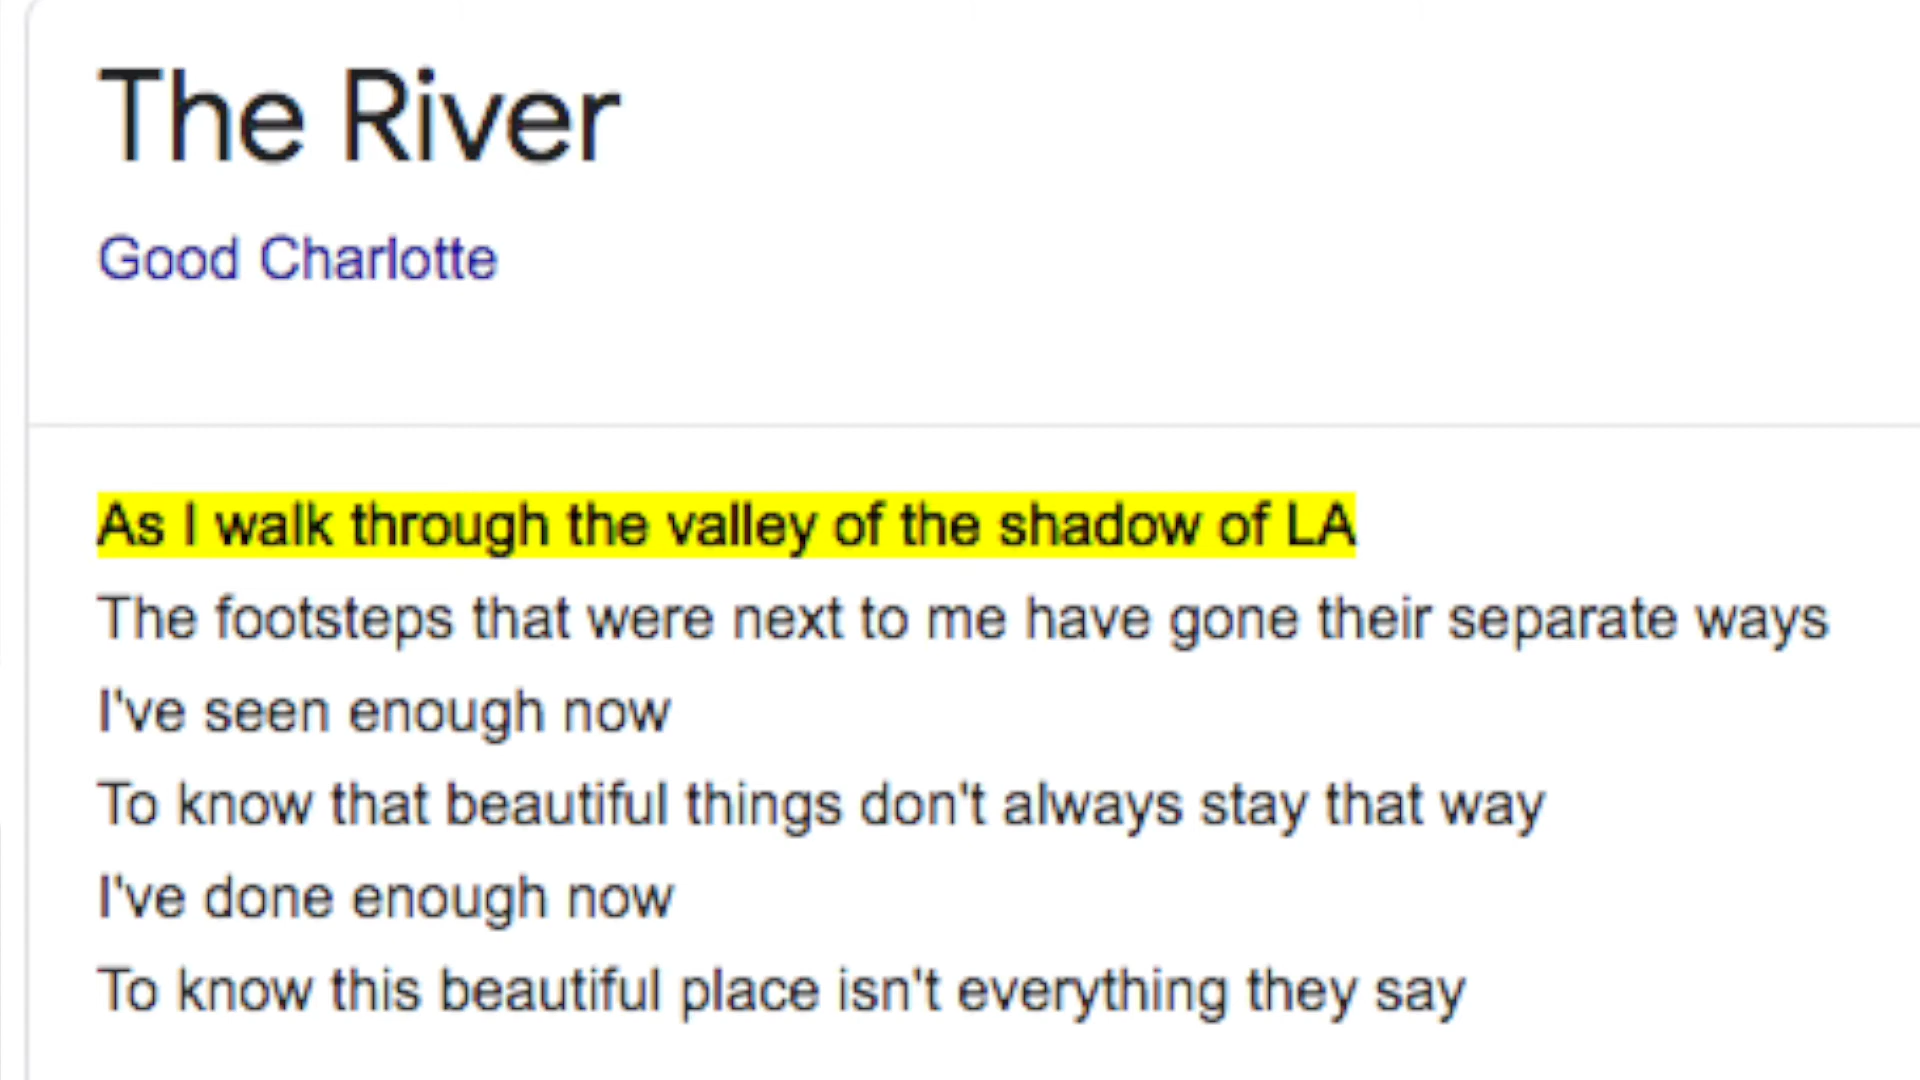 The River
Good Charlotte
As I walk through the valley of the shadow of LA
The footsteps that were next to me have gone their separate ways
I've seen enough now
To know that beautiful things don't always stay that way
I've done enough now
To know this beautiful place isn't everything they say